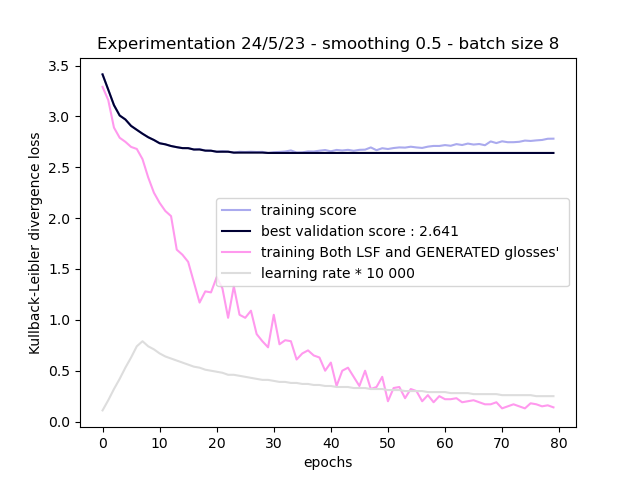 Experimentation 24/5/23 - smoothing 0.5 - batch size 8
Kullback-Leibler divergence loss
3.5
3.0
2.5
2.0
1.5
1.0
0.5
0.0
training score
best validation score : 2.641
training Both LSF and GENERATED glosses'
learning rate * 10 000
0 10 20 30 40 50 60 70 80
epochs